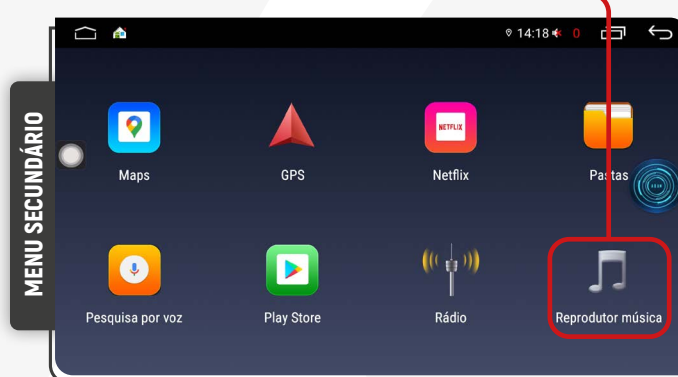 14:18 0
MENU SECUNDÁRIO
NETFLIX
Maps
GPS
Netflix
Pastas
Pesquisa por voz
Play Store
Rádio
Reprodutor música